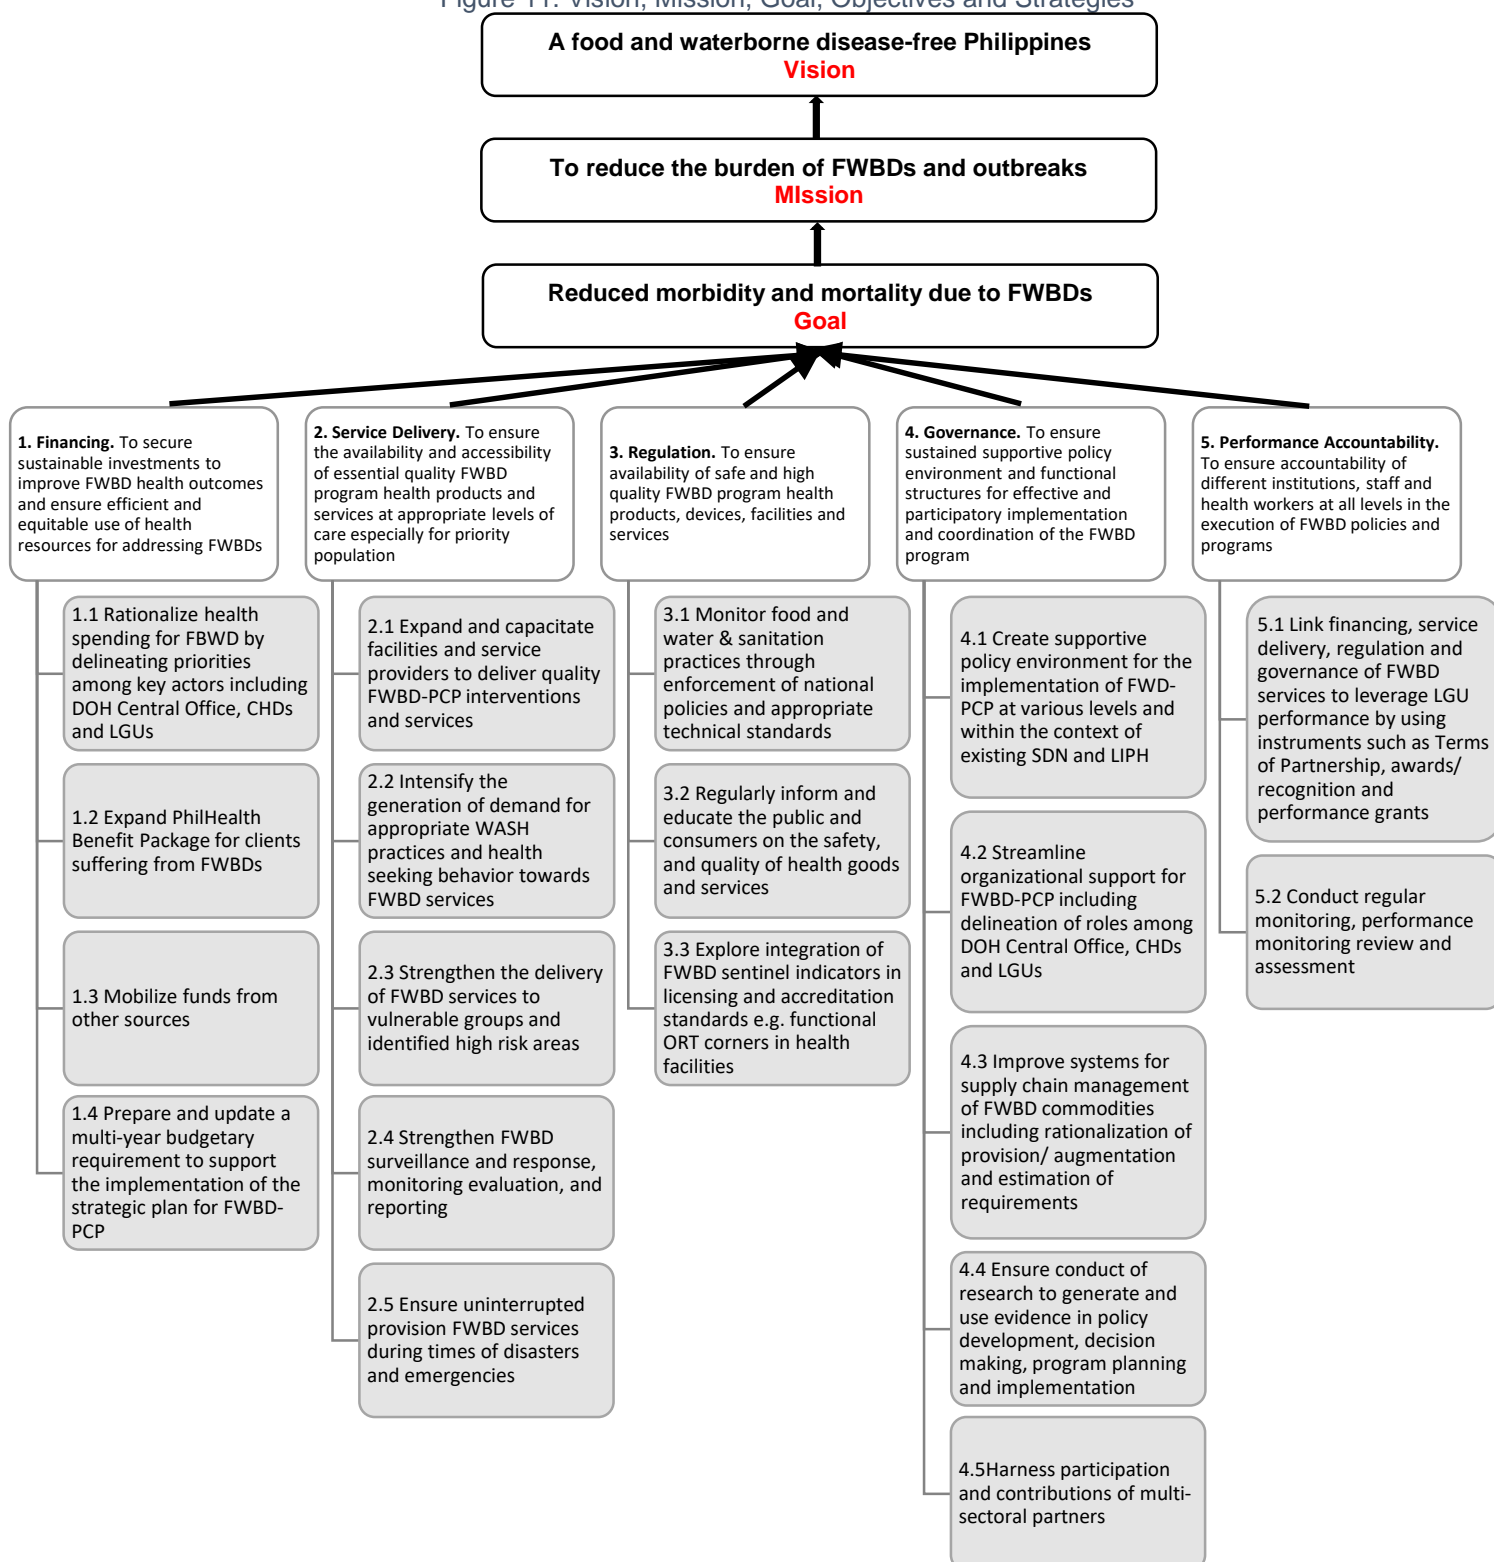 Figure 11: Vision, Mission, Goal, Objectives and Strategies
A food and waterborne disease-free Philippines
Vision
To reduce the burden of FWBDs and outbreaks
MIssion
Reduced morbidity and mortality due to FWBDs
Goal
1. Financing. To secure
sustainable investments to
improve FWBD health outcomes
and ensure efficient and
equitable use of health
resources for addressing FWBDs
1.1 Rationalize health
spending for FBWD by
delineating priorities
among key actors including
DOH Central Office, CHDs
and LGUs
1.2 Expand PhilHealth
Benefit Package for clients
suffering from FWBDs
1.3 Mobilize funds from
other sources
1.4 Prepare and update a
multi-year budgetary
requirement to support
the implementation of the
strategic plan for FWBD-
PCP
2. Service Delivery. To ensure
the availability and accessibility
of essential quality FWBD
program health products and
services at appropriate levels of
care especially for priority
population
2.1 Expand and capacitate
facilities and service
providers to deliver quality
FWBD-PCP interventions
and services
2.2 Intensify the
generation of demand for
appropriate WASH
practices and health
seeking behavior towards
FWBD services
2.3 Strengthen the delivery
of FWBD services to
vulnerable groups and
identified high risk areas
2.4 Strengthen FWBD
surveillance and response,
monitoring evaluation, and
reporting
2.5 Ensure uninterrupted
provision FWBD services
during times of disasters
and emergencies
3. Regulation. To ensure
availability of safe and high
quality FWBD program health
products, devices, facilities and
services
3.1 Monitor food and
water & sanitation
practices through
enforcement of national
policies and appropriate
technical standards
3.2 Regularly inform and
educate the public and
consumers on the safety,
and quality of health goods
and services
3.3 Explore integration of
FWBD sentinel indicators in
licensing and accreditation
standards e.g. functional
ORT corners in health
facilities
4. Governance. To ensure
sustained supportive policy
environment and functional
structures for effective and
participatory implementation
and coordination of the FWBD
program
4.1 Create supportive
policy environment for the
implementation of FWD-
PCP at various levels and
within the context of
existing SDN and LIPH
4.2 Streamline
organizational support for
FWBD-PCP including
delineation of roles among
DOH Central Office, CHDs
and LGUs
4.3 Improve systems for
supply chain management
of FWBD commodities
including rationalization of
provision/ augmentation
and estimation of
requirements
4.4 Ensure conduct of
research to generate and
use evidence in policy
development, decision
making, program planning
and implementation
4.5Harness participation
and contributions of multi-
sectoral partners
5. Performance Accountability.
To ensure accountability of
different institutions, staff and
health workers at all levels in the
execution of FWBD policies and
programs
5.1 Link financing, service
delivery, regulation and
governance of FWBD
services to leverage LGU
performance by using
instruments such as Terms
of Partnership, awards/
recognition and
performance grants
5.2 Conduct regular
monitoring, performance
monitoring review and
assessment